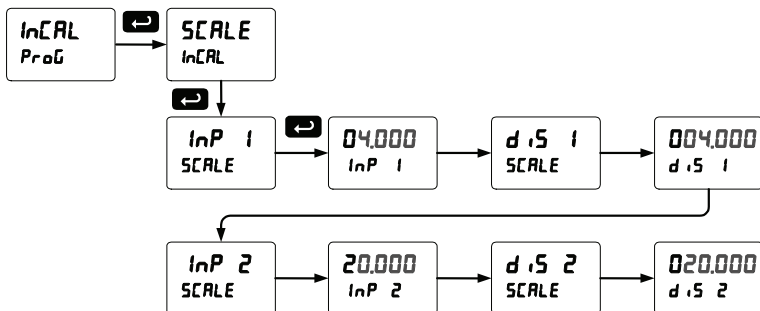 InCAL
ProG
SCALE
InCAL
InP 1
SCALE
04.000
InP 1
diS 1
SCALE
004.000
diS 1
InP 2
SCALE
20.000
InP 2
diS 2
SCALE
020.000
diS 2